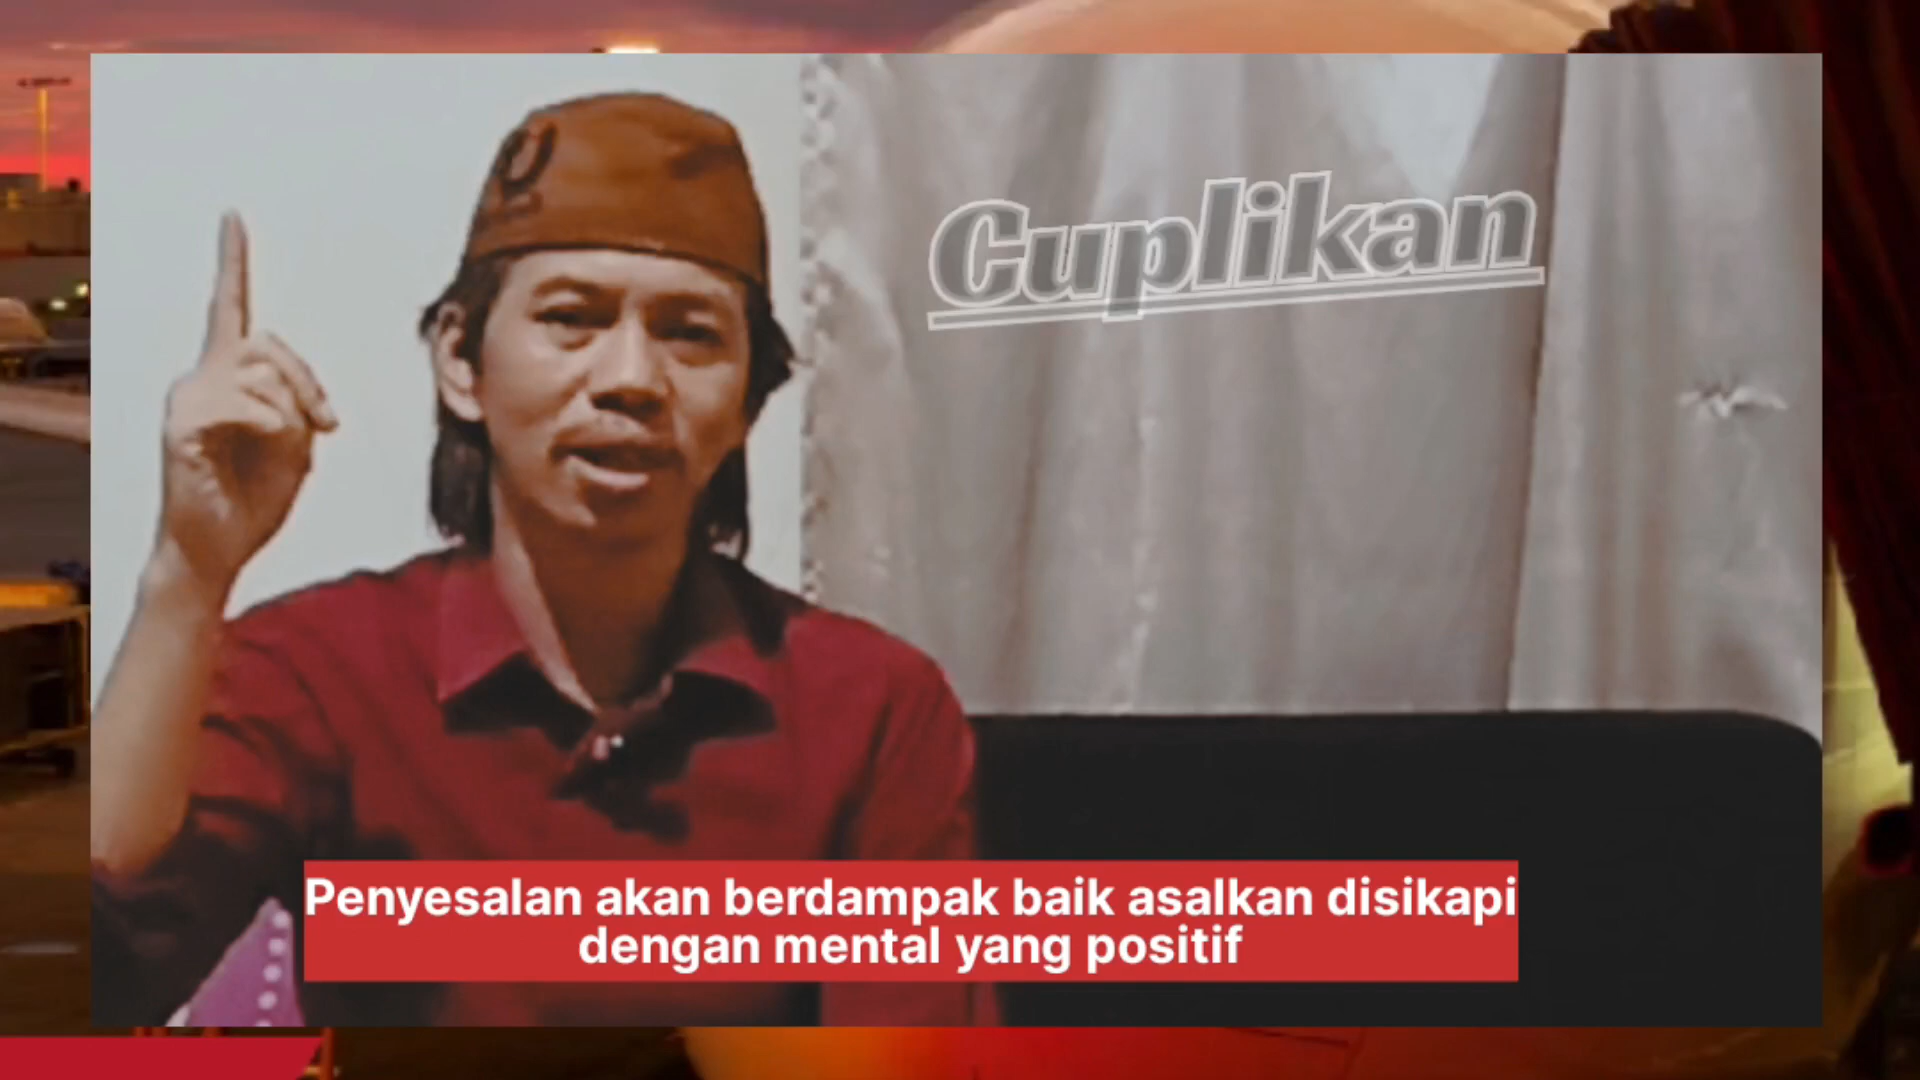 Cuplikan
Penyesalan akan berdampak baik asalkan disikapi
dengan mental yang positif